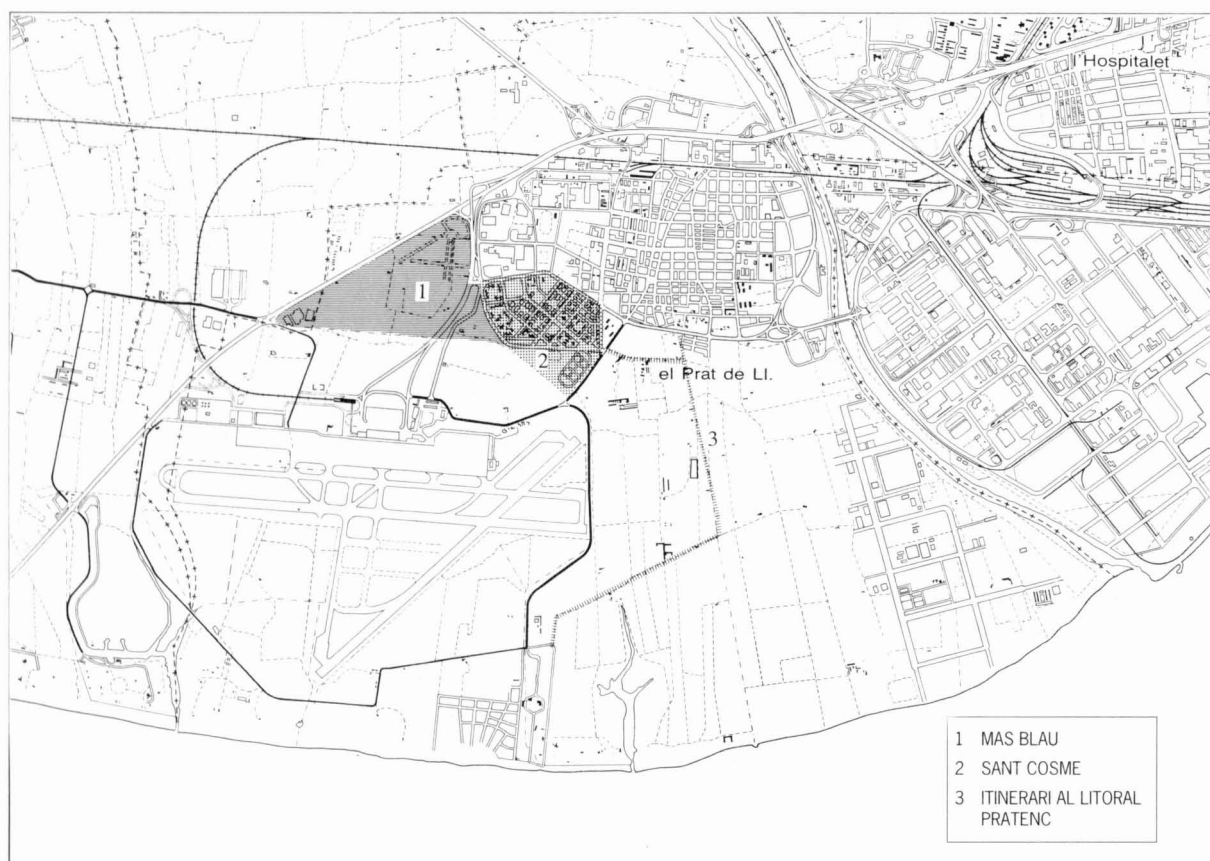 l'Hospitalet
1
2
el Prat de Ll.
3
1 MAS BLAU
2 SANT COSME
3 ITINERARI AL LITORAL
PRATENC